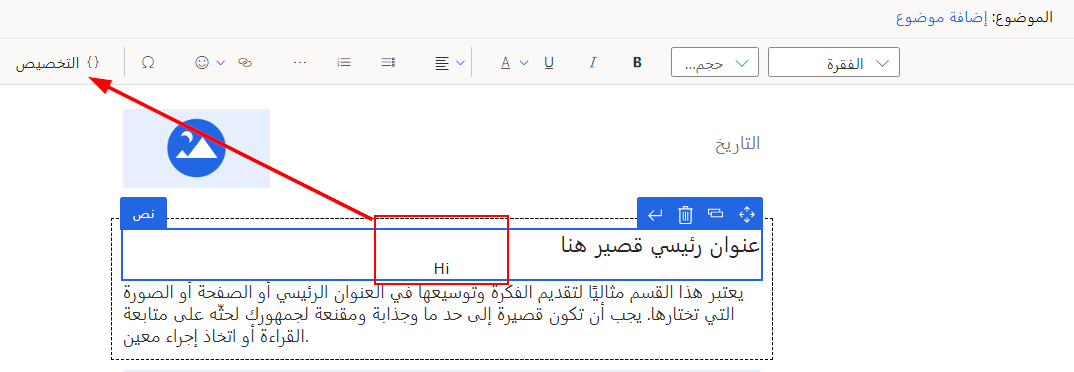 الموضوع: إضافة موضوع
الفقرة حجم... B I U A ... Ω {} التخصيص
التاريخ
نص
عنوان رئيسي قصير هنا
Hi
يعتبر هذا القسم مثاليًا لتقديم الفكرة وتوسيعها في العنوان الرئيسي أو الصفحة أو الصورة
التي تختارها. يجب أن تكون قصيرة إلى حد ما وجذابة ومقنعة لجمهورك لحثّه على متابعة
القراءة أو اتخاذ إجراء معين.